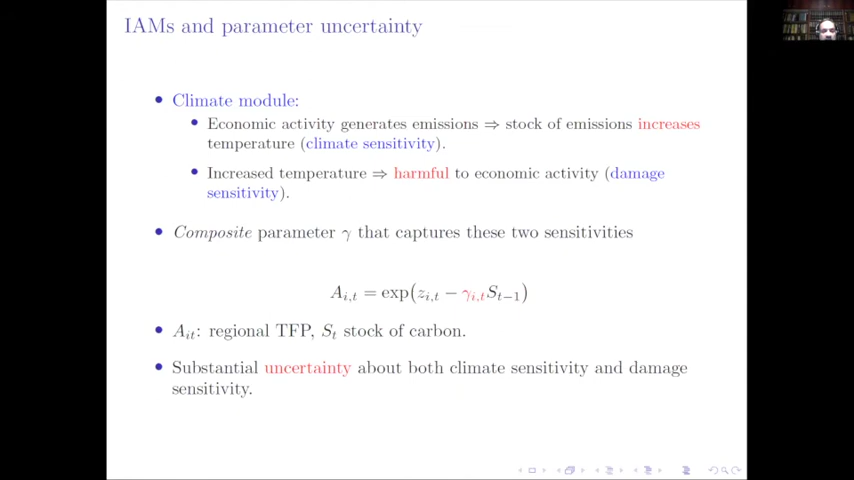 IAMs and parameter uncertainty
• Climate module:
• Economic activity generates emissions ⇒ stock of emissions increases
temperature (climate sensitivity).
• Increased temperature ⇒ harmful to economic activity (damage
sensitivity).
• Composite parameter γ that captures these two sensitivities
A_{i,t} = exp(z_{i,t} − γ_{i,t}S_{t−1})
• A_{it}: regional TFP, S_t stock of carbon.
• Substantial uncertainty about both climate sensitivity and damage
sensitivity.